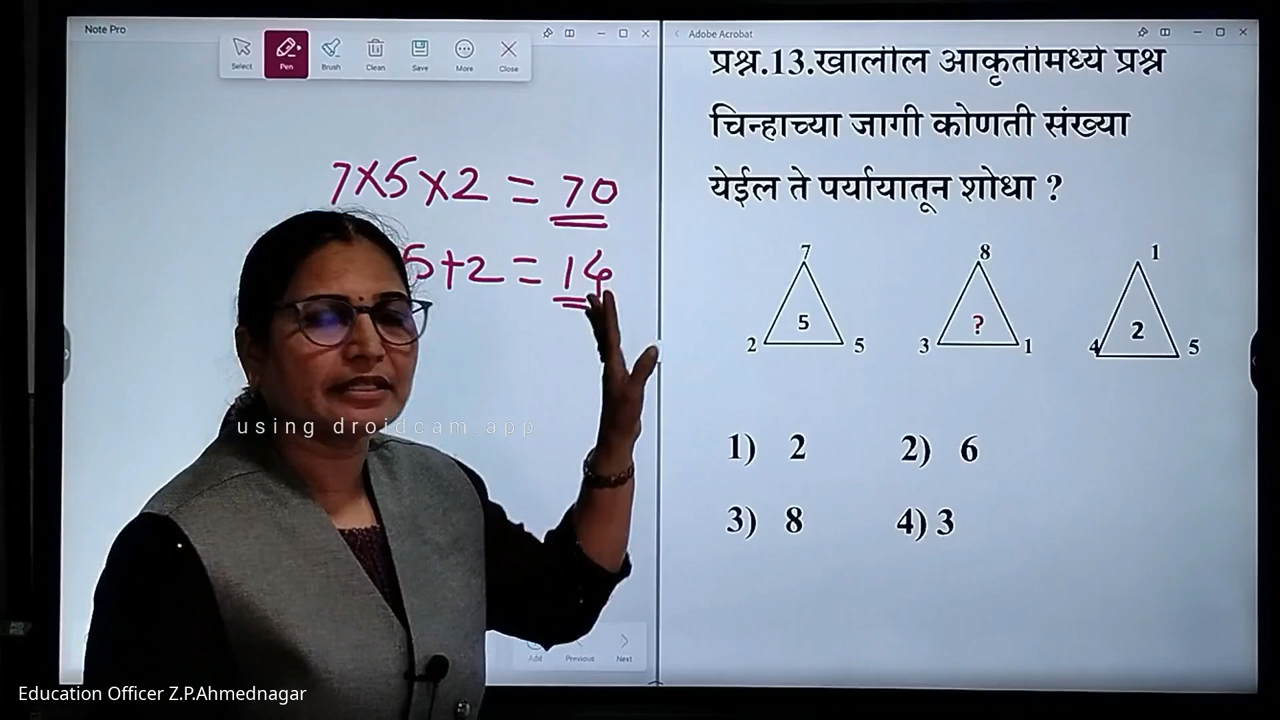 Note Pro
Select Pen Brush Clean Save More Close
7×5×2 = 70
5+2 = 14
Adobe Acrobat
प्रश्न.13.खालील आकृतीमध्ये प्रश्न
चिन्हाच्या जागी कोणती संख्या
येईल ते पर्यायातून शोधा ?
7 8 1
5 ? 2
2 5 3 1 4 5
1) 2 2) 6
3) 8 4) 3
using droidcam.app
Add Previous Next
Education Officer Z.P.Ahmednagar